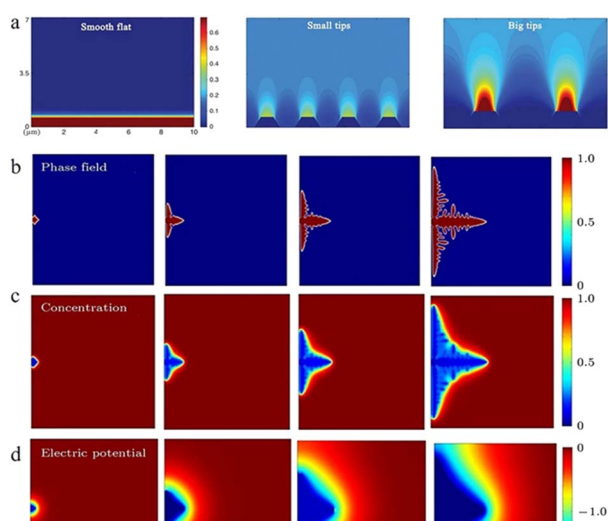 a
Smooth flat
Small tips
Big tips
7
3.5
(μm) 2 4 6 8 10
0.6
0.5
0.4
0.3
0.2
0.1
0
b
Phase field
1.0
0.5
0
c
Concentration
1.0
0.5
0
d
Electric potential
0
−1.0